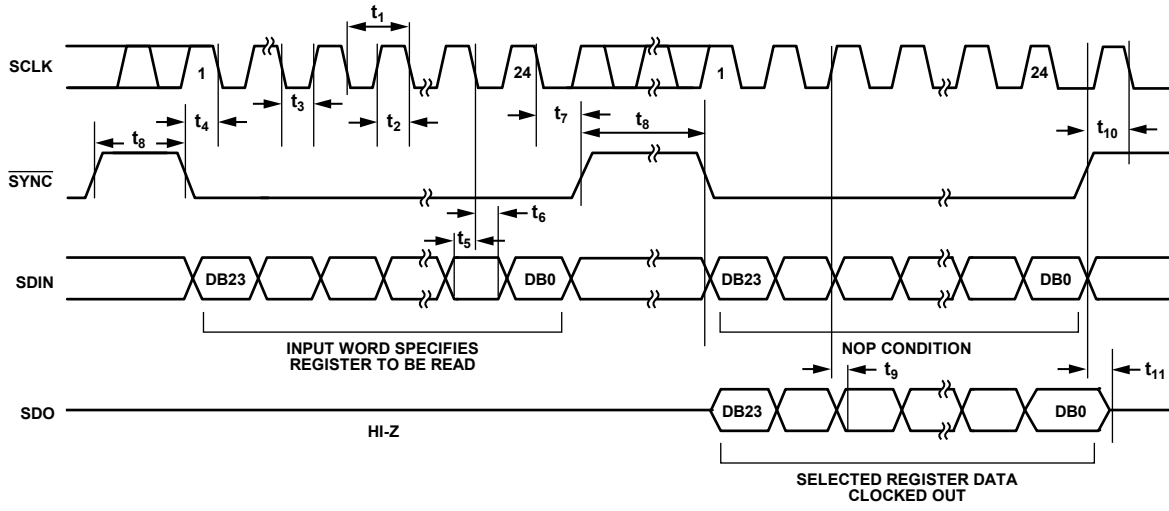 t1
SCLK
1
24
1
24
t3
t4
t2
t7
t8
t10
t8
SYNC
t6
t5
SDIN
DB23
DB0
DB23
DB0
INPUT WORD SPECIFIES
REGISTER TO BE READ
NOP CONDITION
t9
t11
SDO
DB23
DB0
HI-Z
SELECTED REGISTER DATA
CLOCKED OUT